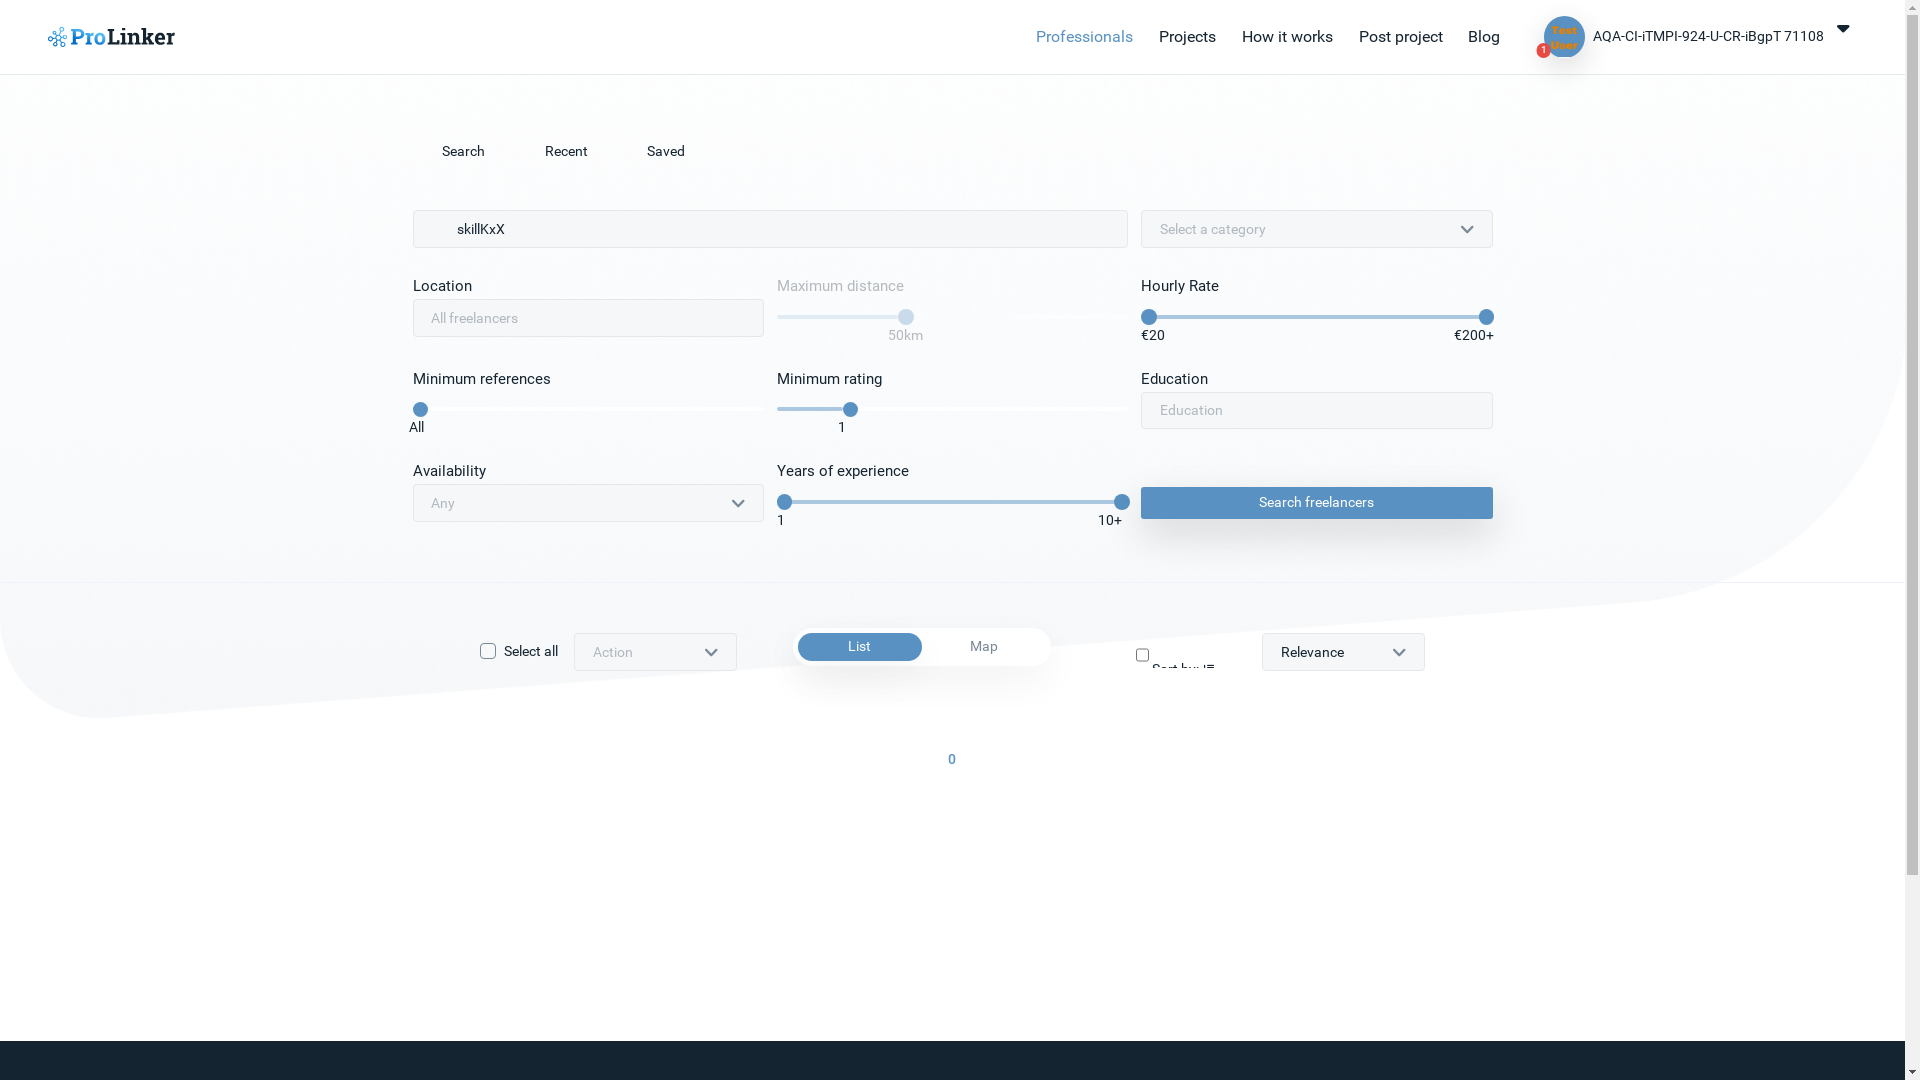 ProLinker
Professionals
Projects
How it works
Post project
Blog
Test
User
1
AQA-CI-iTMPI-924-U-CR-iBgpT 71108
Search
Recent
Saved
skillKxX
Select a category
Location
All freelancers
Maximum distance
50km
Hourly Rate
€20
€200+
Minimum references
All
Minimum rating
1
Education
Education
Availability
Any
Years of experience
1
10+
Search freelancers
Select all
Action
List
Map
Sort by:
Relevance
0